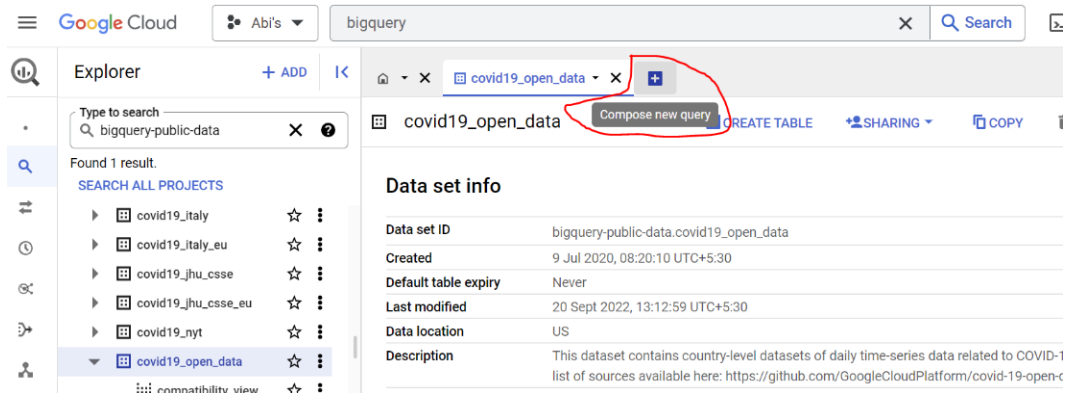 Google Cloud
Abi's
bigquery
Search
Explorer
+ ADD
covid19_open_data
Type to search
bigquery-public-data
Compose new query
covid19_open_data
CREATE TABLE
SHARING
COPY
Found 1 result.
SEARCH ALL PROJECTS
Data set info
covid19_italy
covid19_italy_eu
covid19_jhu_csse
covid19_jhu_csse_eu
covid19_nyt
covid19_open_data
compatibility_view
Data set ID bigquery-public-data.covid19_open_data
Created 9 Jul 2020, 08:20:10 UTC+5:30
Default table expiry Never
Last modified 20 Sept 2022, 13:12:59 UTC+5:30
Data location US
Description This dataset contains country-level datasets of daily time-series data related to COVID-1
list of sources available here: https://github.com/GoogleCloudPlatform/covid-19-open-